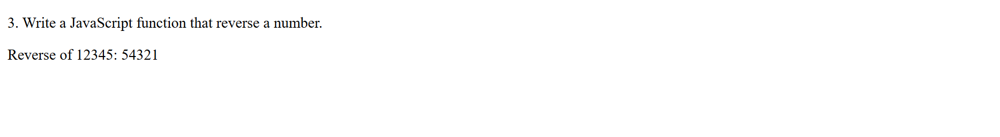 3. Write a JavaScript function that reverse a number.
Reverse of 12345: 54321